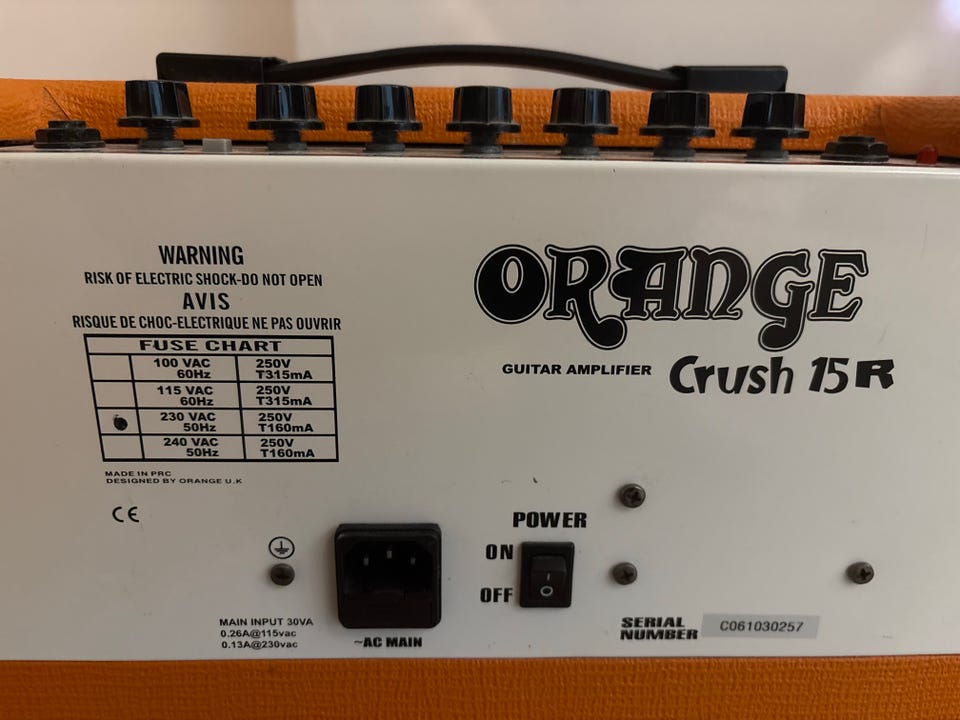 WARNING
RISK OF ELECTRIC SHOCK-DO NOT OPEN
AVIS
RISQUE DE CHOC-ELECTRIQUE NE PAS OUVRIR
FUSE CHART
100 VAC 60Hz 250V T315mA
115 VAC 60Hz 250V T315mA
230 VAC 50Hz 250V T160mA
240 VAC 50Hz 250V T160mA
MADE IN PRC
DESIGNED BY ORANGE U.K
CE
ORANGE
GUITAR AMPLIFIER Crush 15R
POWER
ON
OFF
MAIN INPUT 30VA
0.26A@115vac
0.13A@230vac
~AC MAIN
SERIAL
NUMBER C061030257